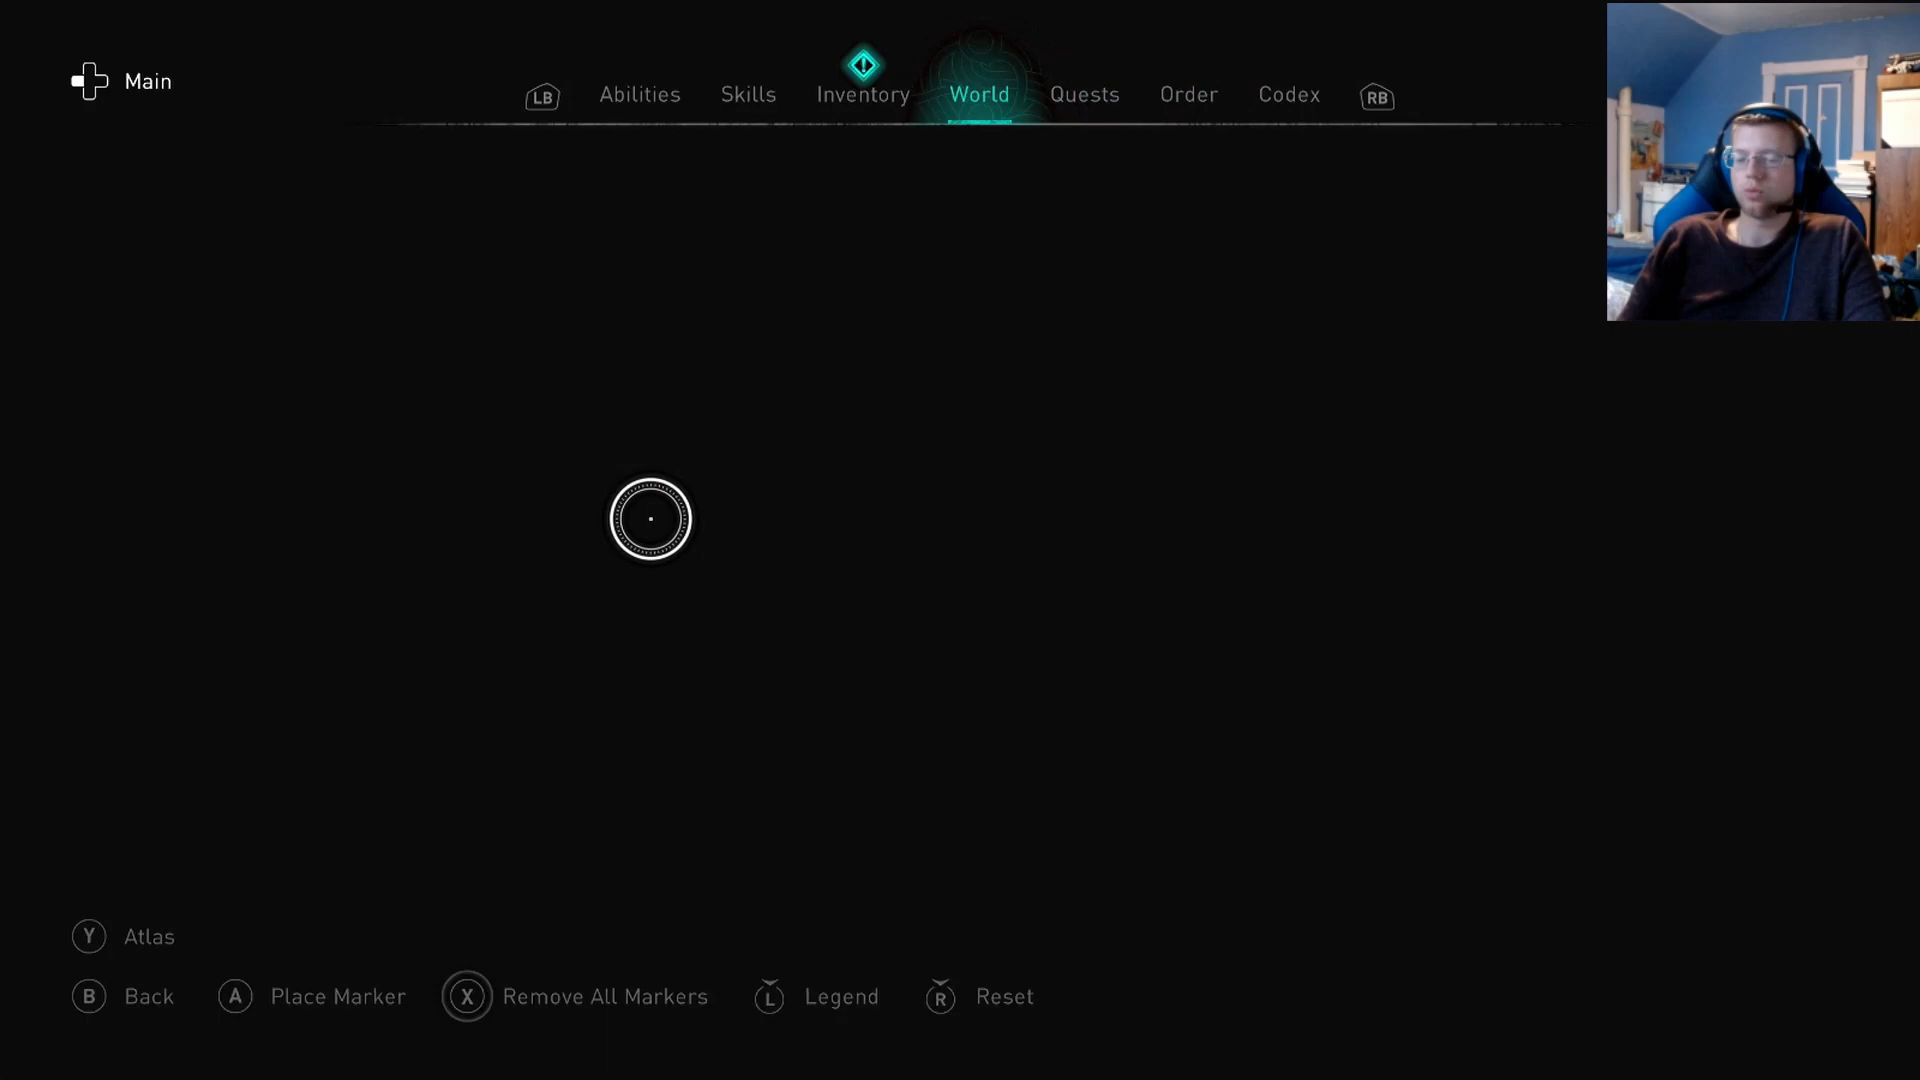 Main
LB Abilities Skills Inventory World Quests Order Codex RB
Y Atlas
B Back A Place Marker X Remove All Markers L Legend R Reset